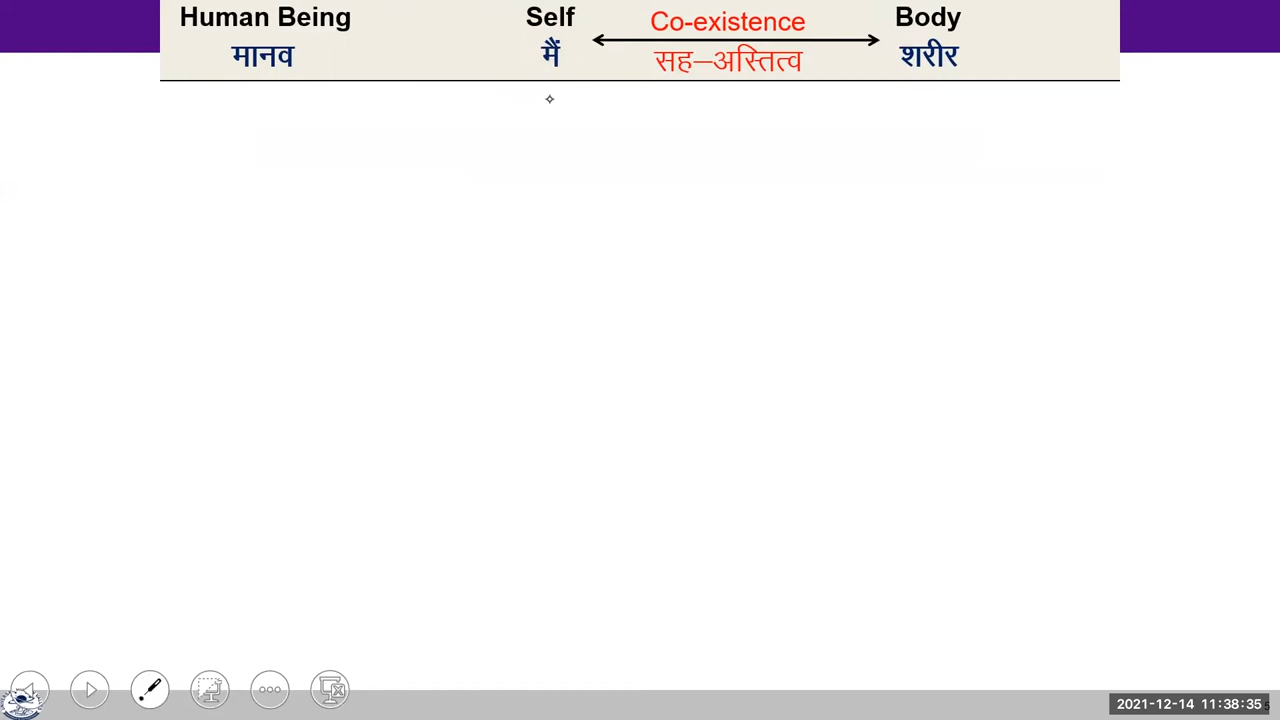 Human Being Self Co-existence Body
मानव मैं सह–अस्तित्व शरीर
2021-12-14 11:38:35